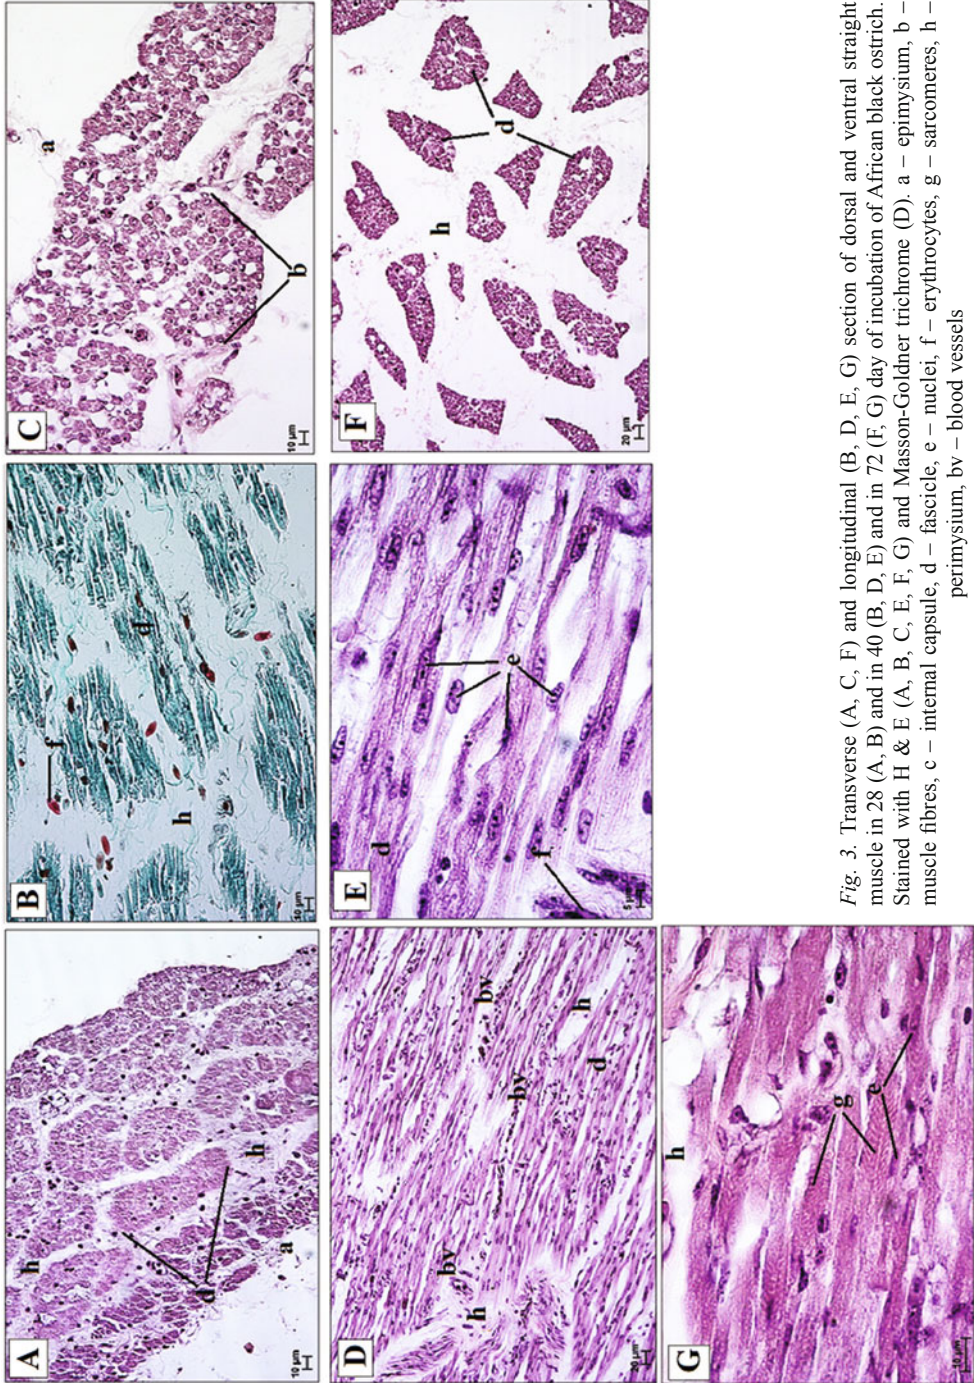 A
h
d
h
a
10 µm
B
f
d
h
10 µm
C
a
b
10 µm
D
bv
h
bv
bv
h
d
20 µm
E
d
e
f
5 µm
F
h
d
20 µm
G
h
g
e
10 µm
Fig. 3. Transverse (A, C, F) and longitudinal (B, D, E, G) section of dorsal and ventral straight
muscle in 28 (A, B) and in 40 (B, D, E) and in 72 (F, G) day of incubation of African black ostrich.
Stained with H & E (A, B, C, E, F, G) and Masson-Goldner trichrome (D). a – epimysium, b –
muscle fibres, c – internal capsule, d – fascicle, e – nuclei, f – erythrocytes, g – sarcomeres, h –
perimysium, bv – blood vessels